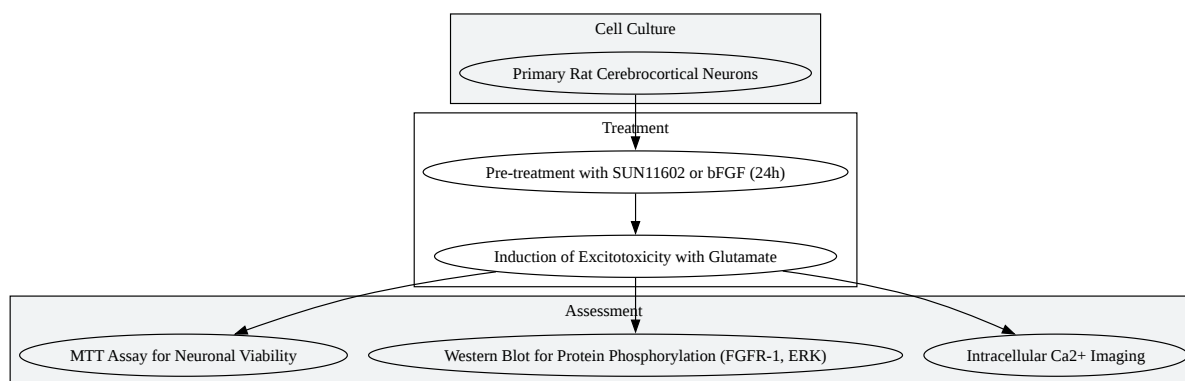 Cell Culture
Primary Rat Cerebrocortical Neurons
Treatment
Pre-treatment with SUN11602 or bFGF (24h)
Induction of Excitotoxicity with Glutamate
Assessment
MTT Assay for Neuronal Viability
Western Blot for Protein Phosphorylation (FGFR-1, ERK)
Intracellular Ca2+ Imaging